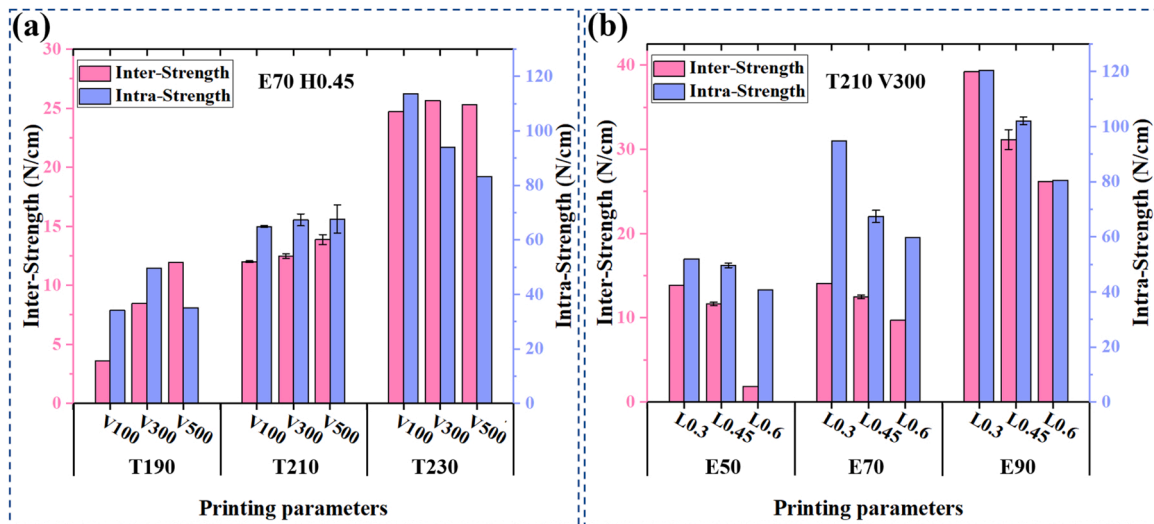 (a)
E70 H0.45
Inter-Strength
Intra-Strength
Inter-Strength (N/cm)
30
25
20
15
10
5
0
Intra-Strength (N/cm)
120
100
80
60
40
20
0
V100 V300 V500 V100 V300 V500 V100 V300 V500
T190 T210 T230
Printing parameters
(b)
T210 V300
Inter-Strength
Intra-Strength
Inter-Strength (N/cm)
40
30
20
10
0
Intra-Strength (N/cm)
120
100
80
60
40
20
0
L0.3 L0.45 L0.6 L0.3 L0.45 L0.6 L0.3 L0.45 L0.6
E50 E70 E90
Printing parameters